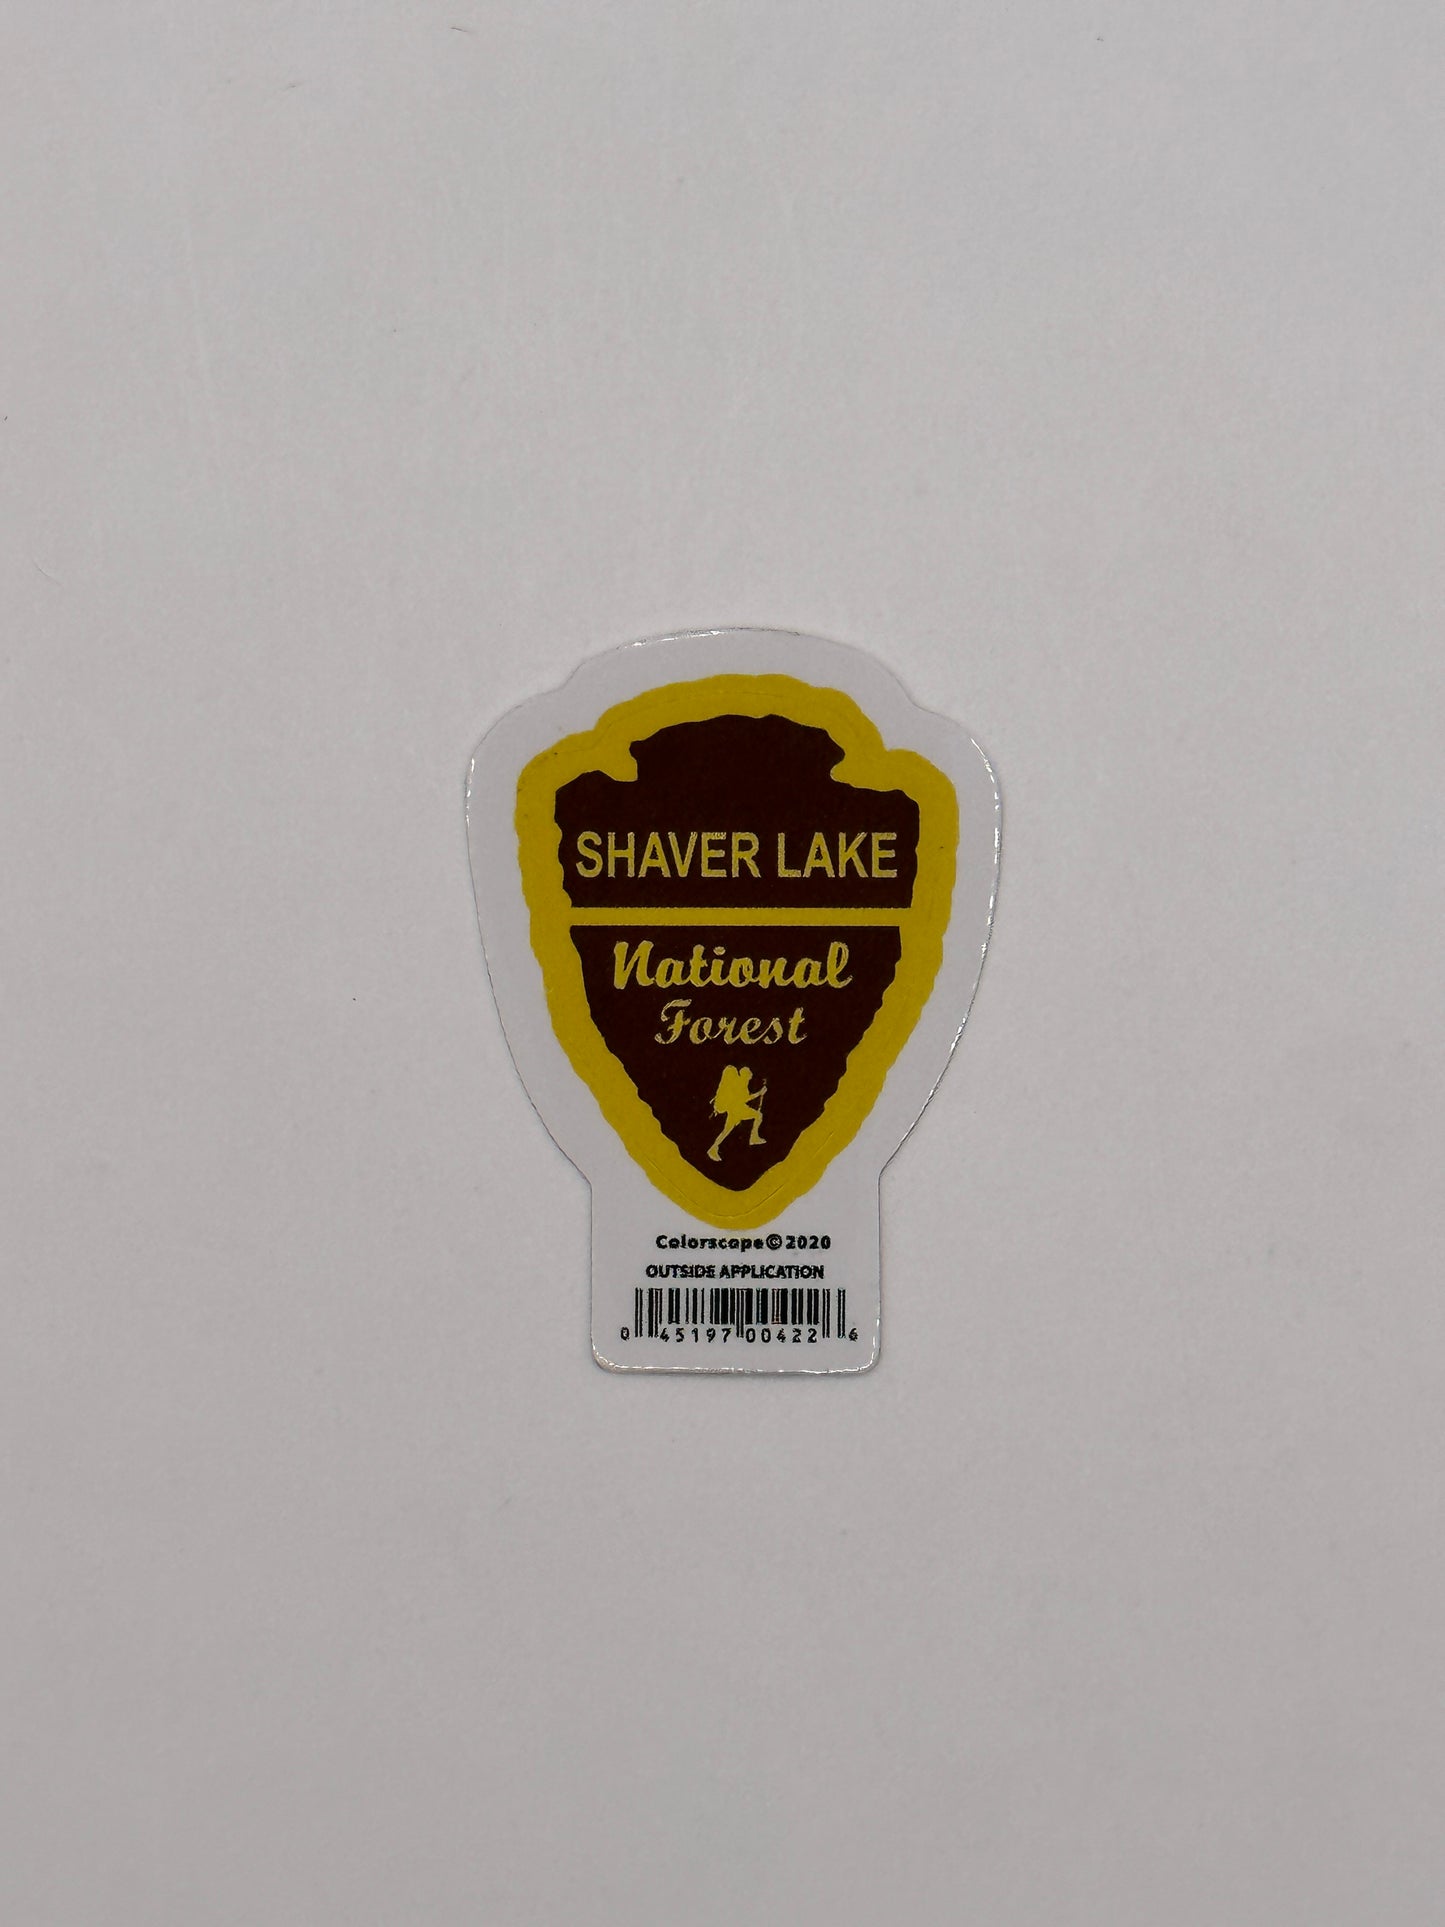 SHAVER LAKE
National
Forest
Colorscape©2020
OUTSIDE APPLICATION
0 45197 00422 6